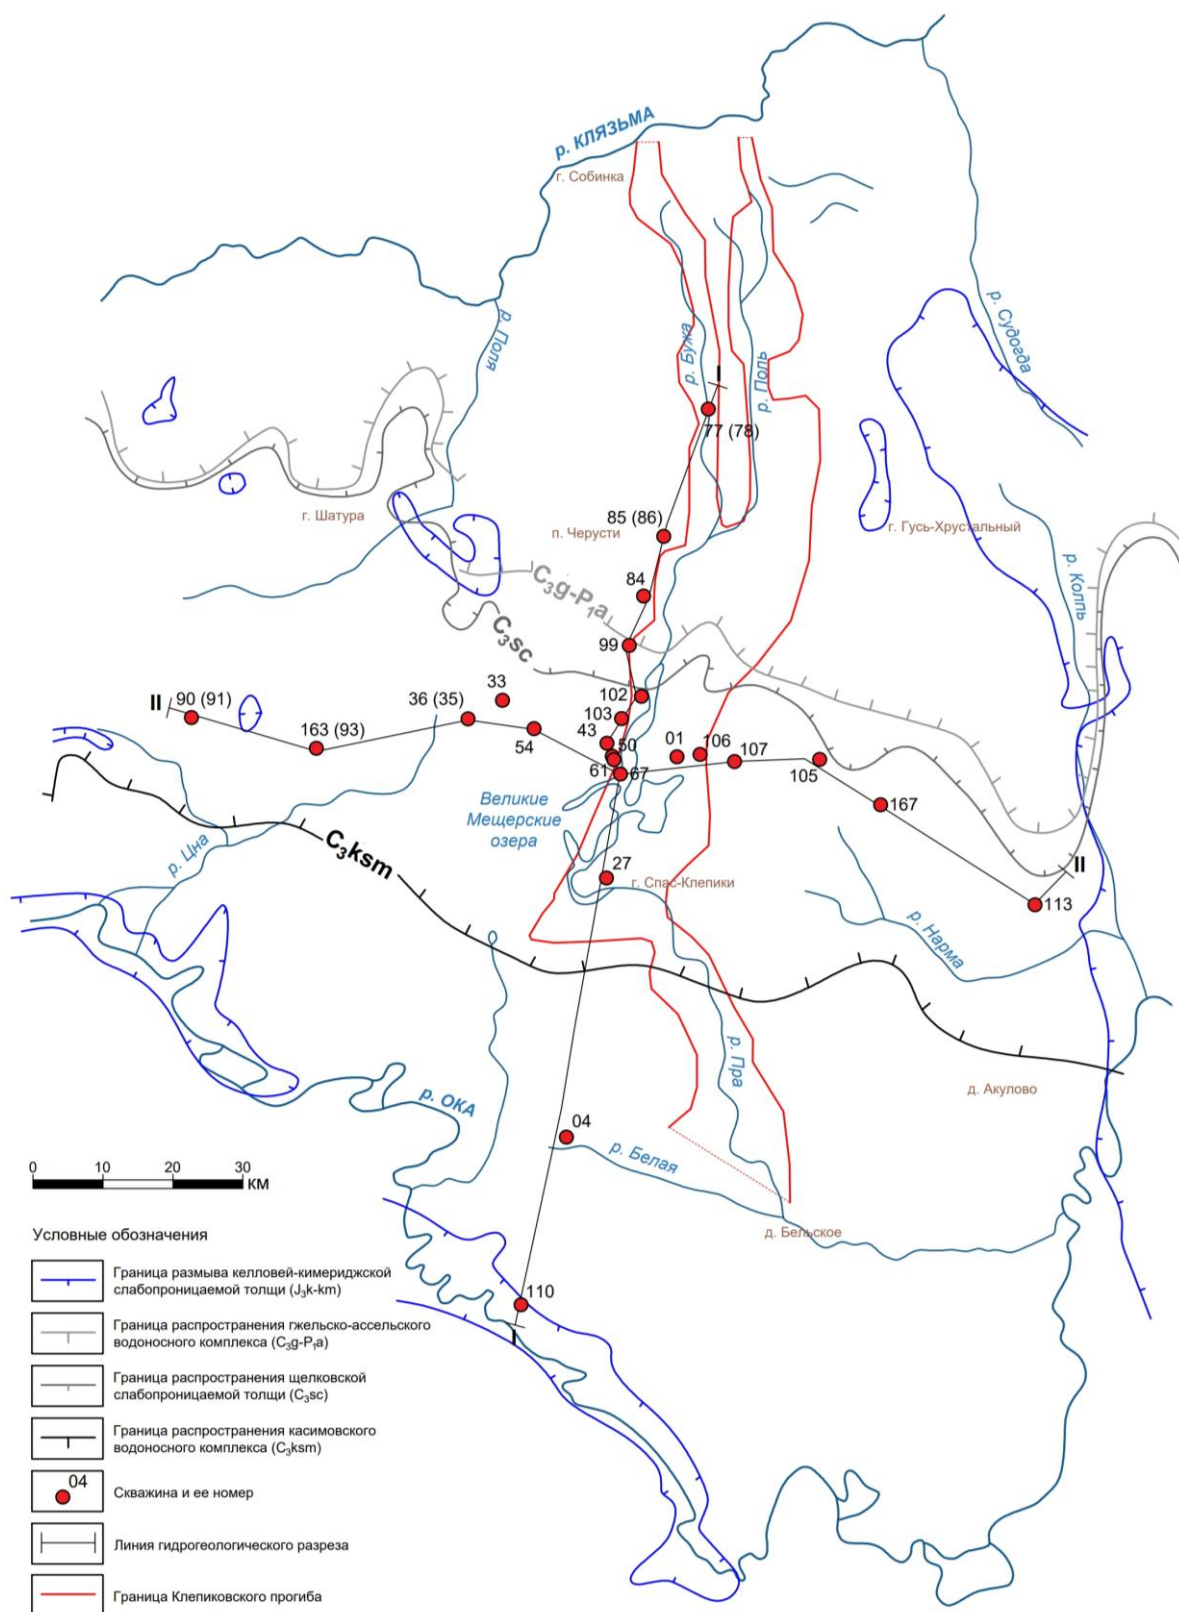 р. КЛЯЗЬМА
г. Собинка
р. Судогда
р. Поля
р. Бужа
I
р. Поль
77 (78)
г. Шатура
85 (86)
п. Черусти
г. Гусь-Хрустальный
р. Колпь
C₃g-P₁a
84
C₃sc
99
33
102
II
90 (91)
36 (35)
103
163 (93)
43
54
50
01
106
107
61
67
105
Великие
Мещерские
озера
167
р. Цна
C₃ksm
27
г. Спас-Клепики
II
113
р. Нарма
р. Пра
р. ОКА
д. Акулово
04
р. Белая
0
10
20
30
КМ
д. Бельское
110
I
Условные обозначения
Граница размыва келловей-кимериджской
слабопроницаемой толщи (J₃k-km)
Граница распространения гжельско-ассельского
водоносного комплекса (C₃g-P₁a)
Граница распространения щелковской
слабопроницаемой толщи (C₃sc)
Граница распространения касимовского
водоносного комплекса (C₃ksm)
04
Скважина и ее номер
Линия гидрогеологического разреза
Граница Клепиковского прогиба